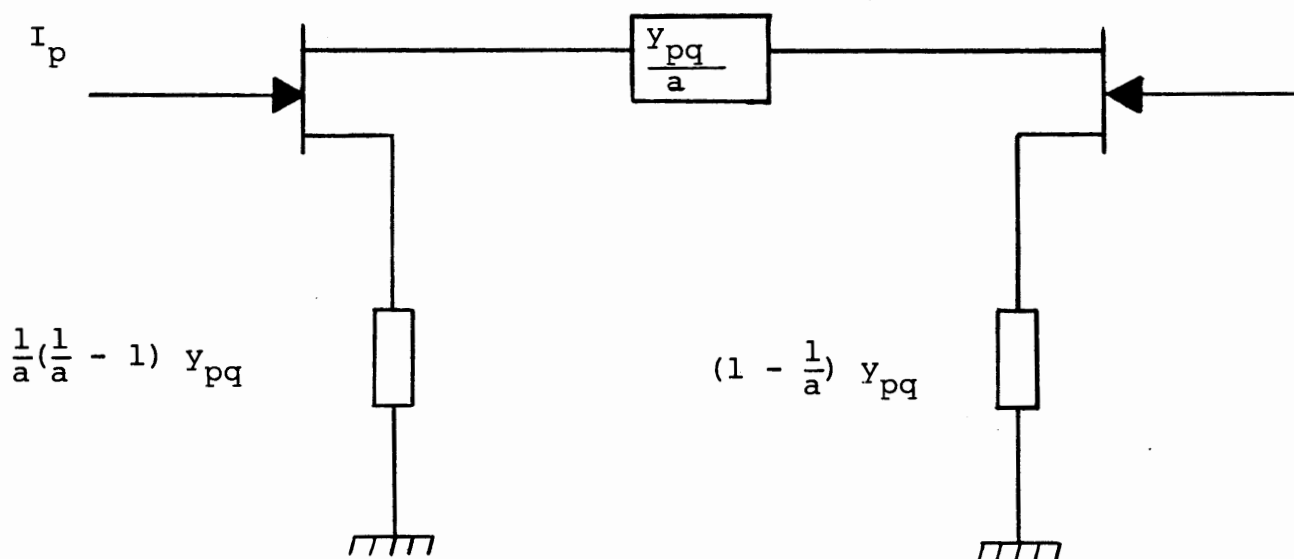 I_p
y_pq / a
1/a(1/a - 1) y_pq
(1 - 1/a) y_pq